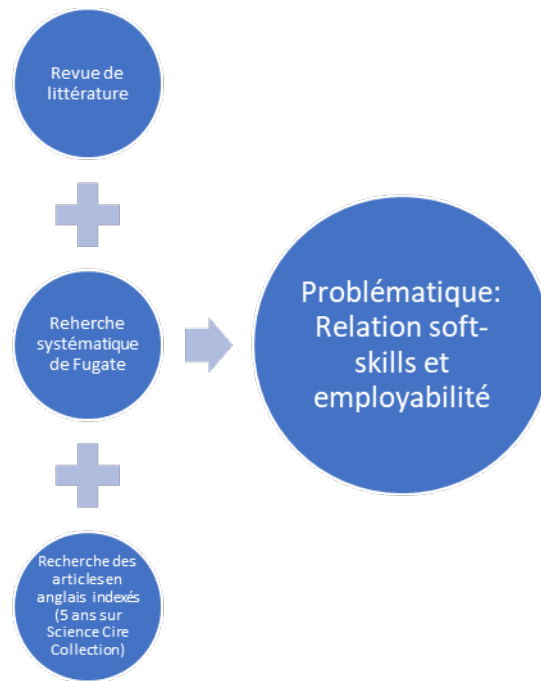 Revue de
littérature
Reherche
systématique
de Fugate
Recherche des
articles en
anglais indexés
(5 ans sur
Science Cire
Collection)
Problématique:
Relation soft-
skills et
employabilité